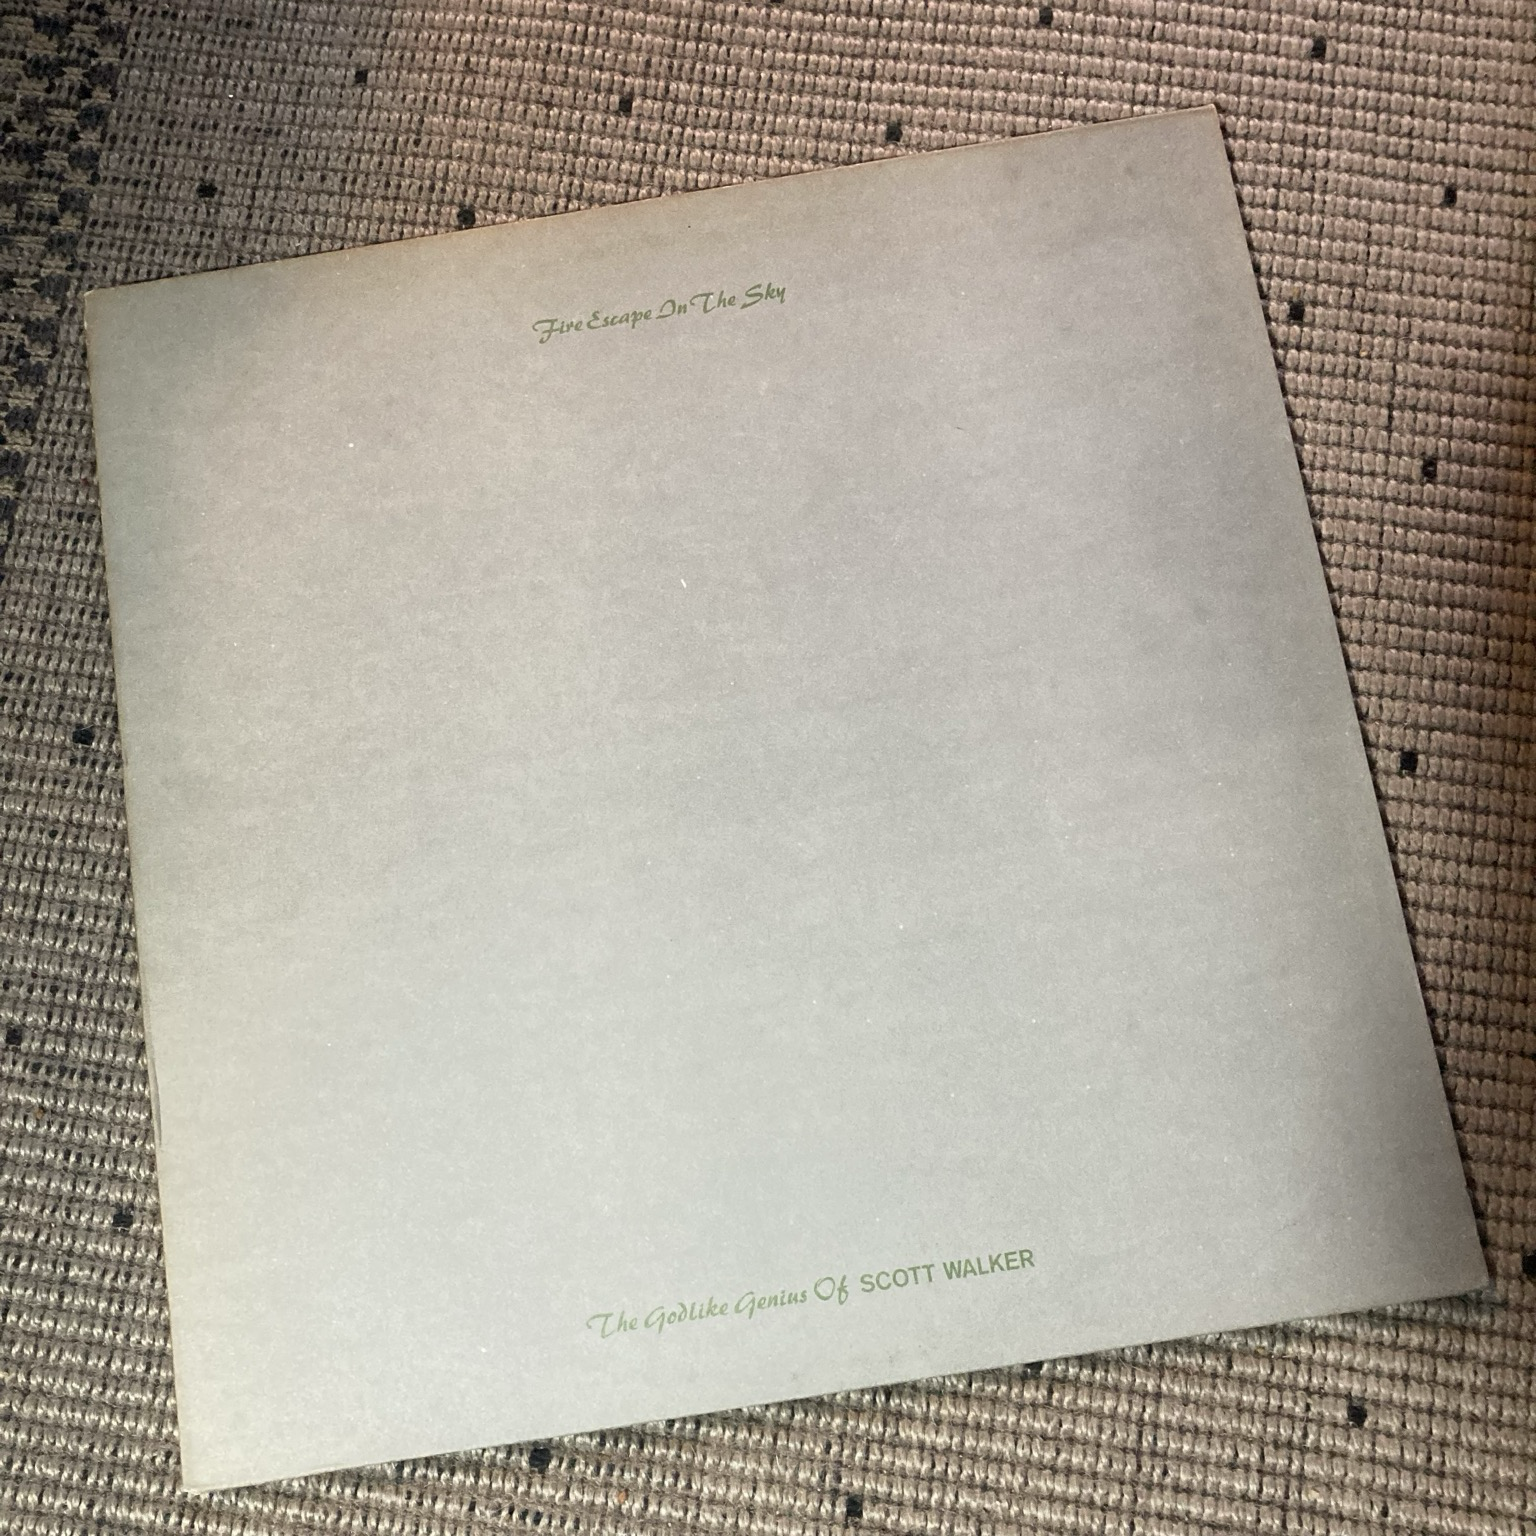 Fire Escape In The Sky
The Godlike Genius Of SCOTT WALKER